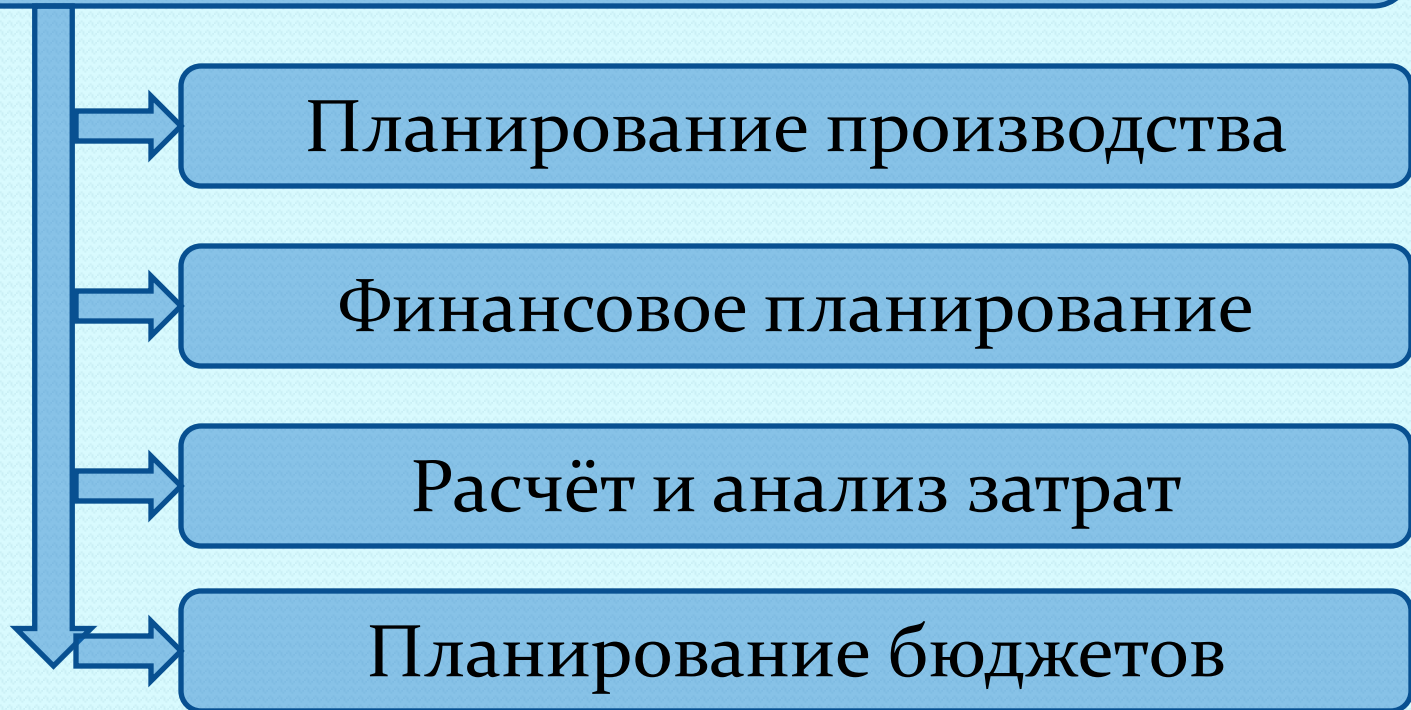 Планирование производства
Финансовое планирование
Расчёт и анализ затрат
Планирование бюджетов